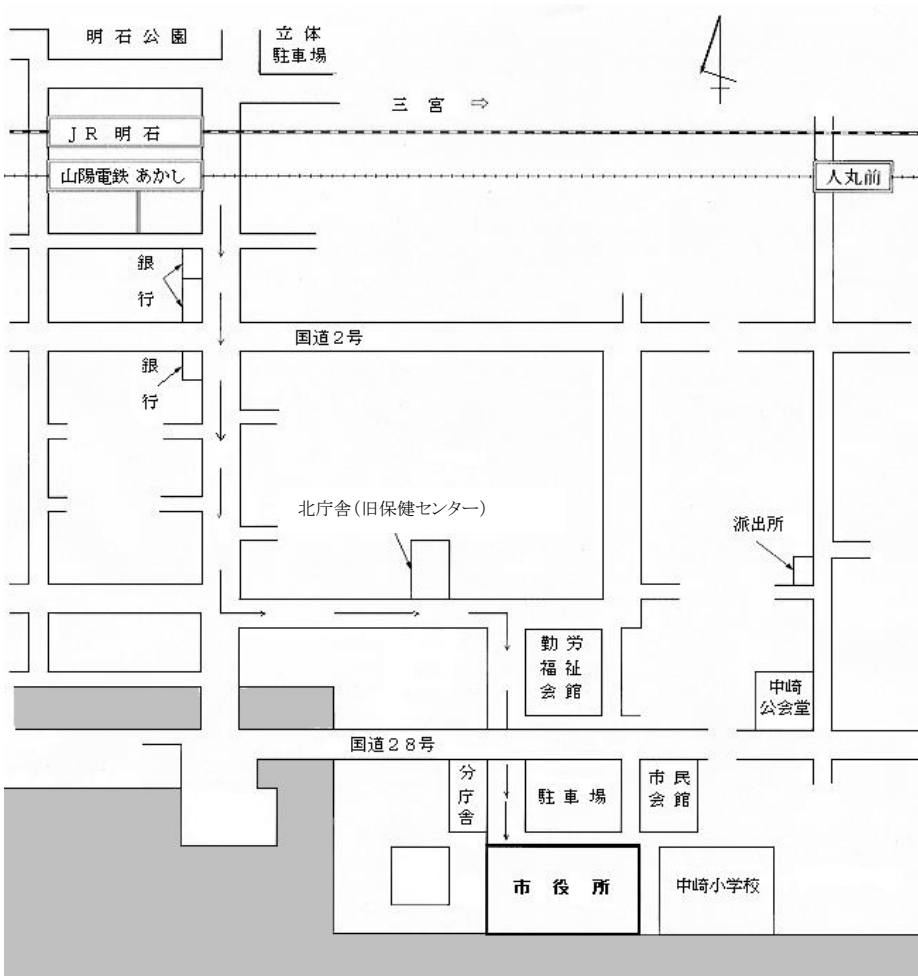 明石公園
立体
駐車場
三宮 ⇨
JR 明石
山陽電鉄 あかし
人丸前
銀
行
国道2号
銀
行
北庁舎(旧保健センター)
派出所
勤労
福祉
会館
中崎
公会堂
国道28号
分
庁
舎
駐車場
市民
会館
市役所
中崎小学校